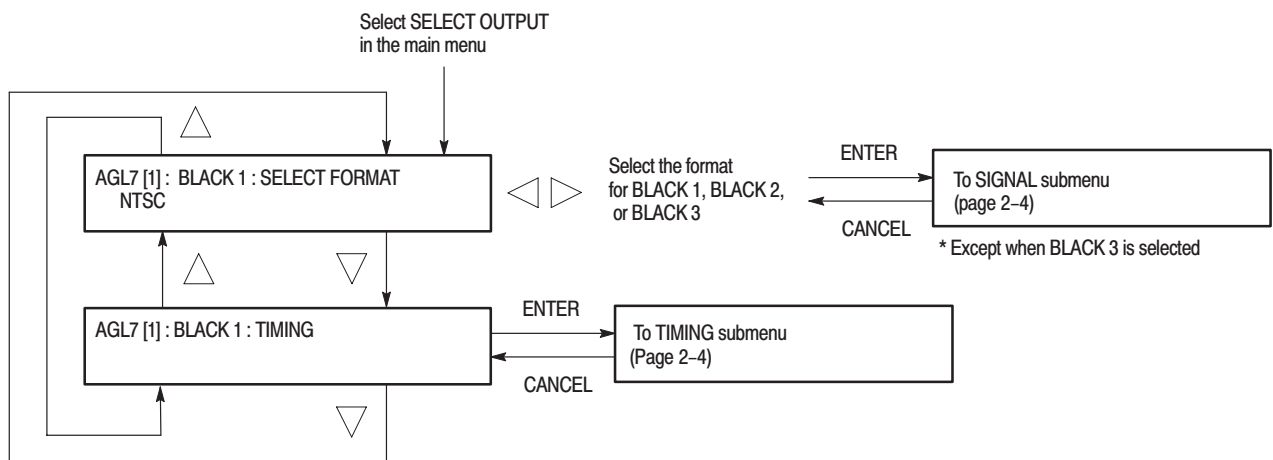 Select SELECT OUTPUT
in the main menu
AGL7 [1] : BLACK 1 : SELECT FORMAT
NTSC
Select the format
for BLACK 1, BLACK 2,
or BLACK 3
ENTER
CANCEL
To SIGNAL submenu
(page 2–4)
* Except when BLACK 3 is selected
AGL7 [1] : BLACK 1 : TIMING
ENTER
CANCEL
To TIMING submenu
(Page 2–4)